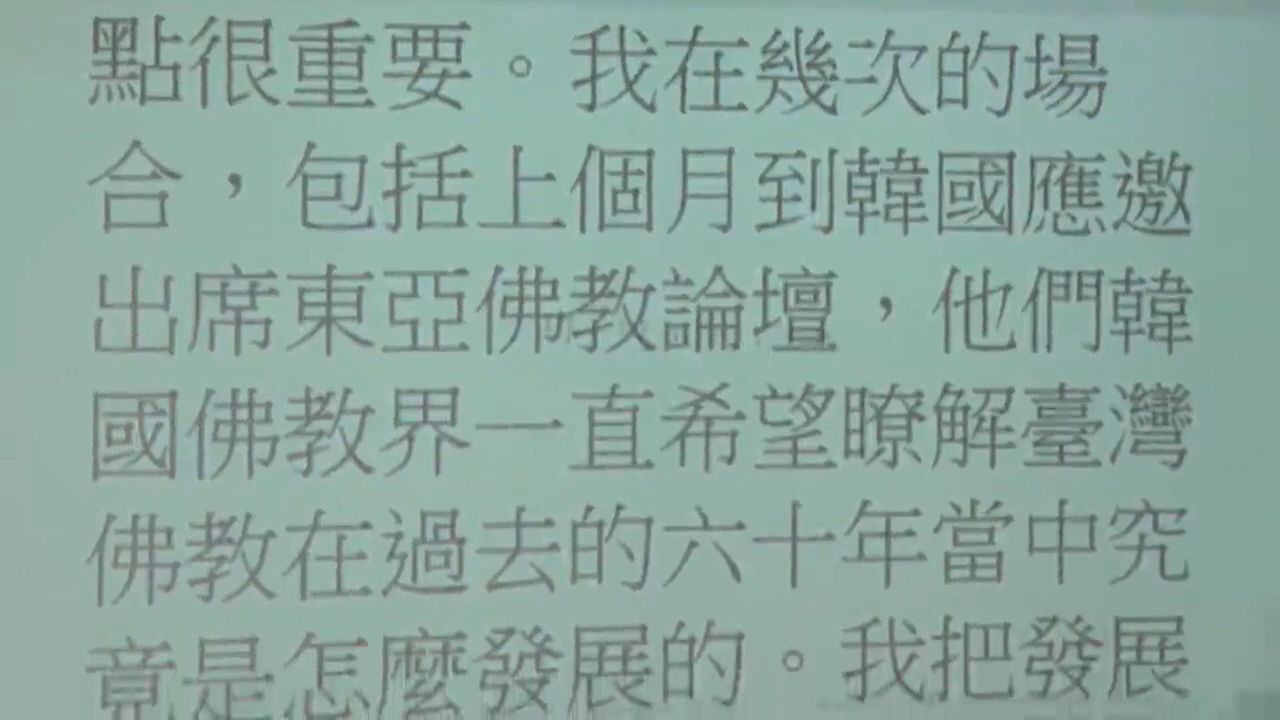 點很重要。我在幾次的場
合，包括上個月到韓國應邀
出席東亞佛教論壇，他們韓
國佛教界一直希望瞭解臺灣
佛教在過去的六十年當中究
竟是怎麼發展的。我把發展